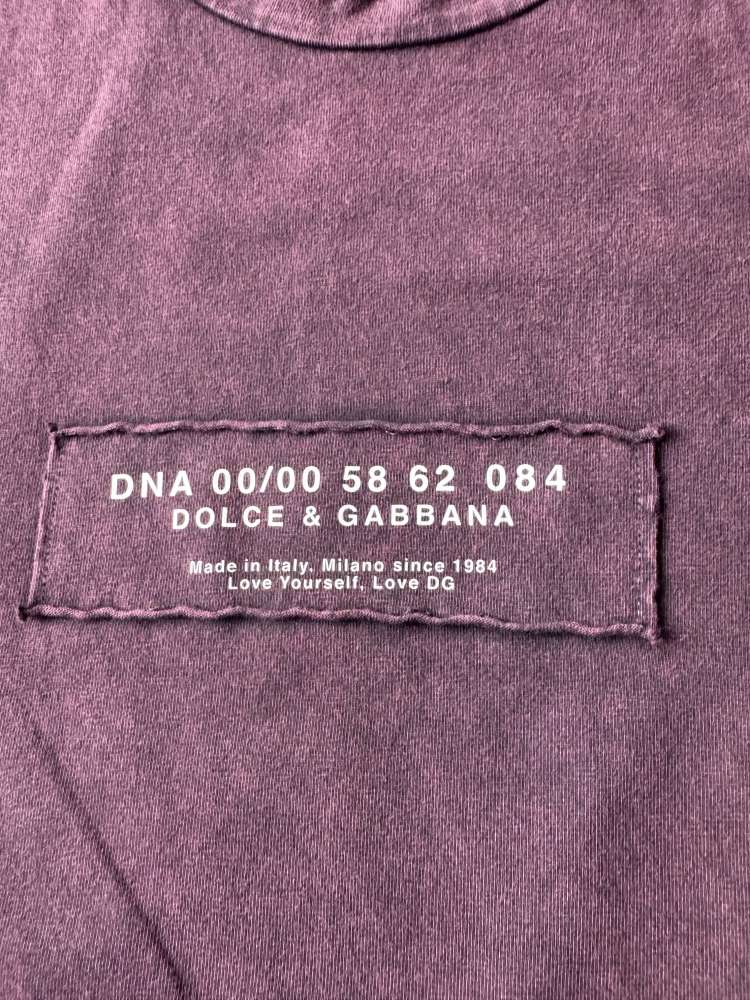 DNA 00/00 58 62 084
DOLCE & GABBANA
Made in Italy, Milano since 1984
Love Yourself, Love DG